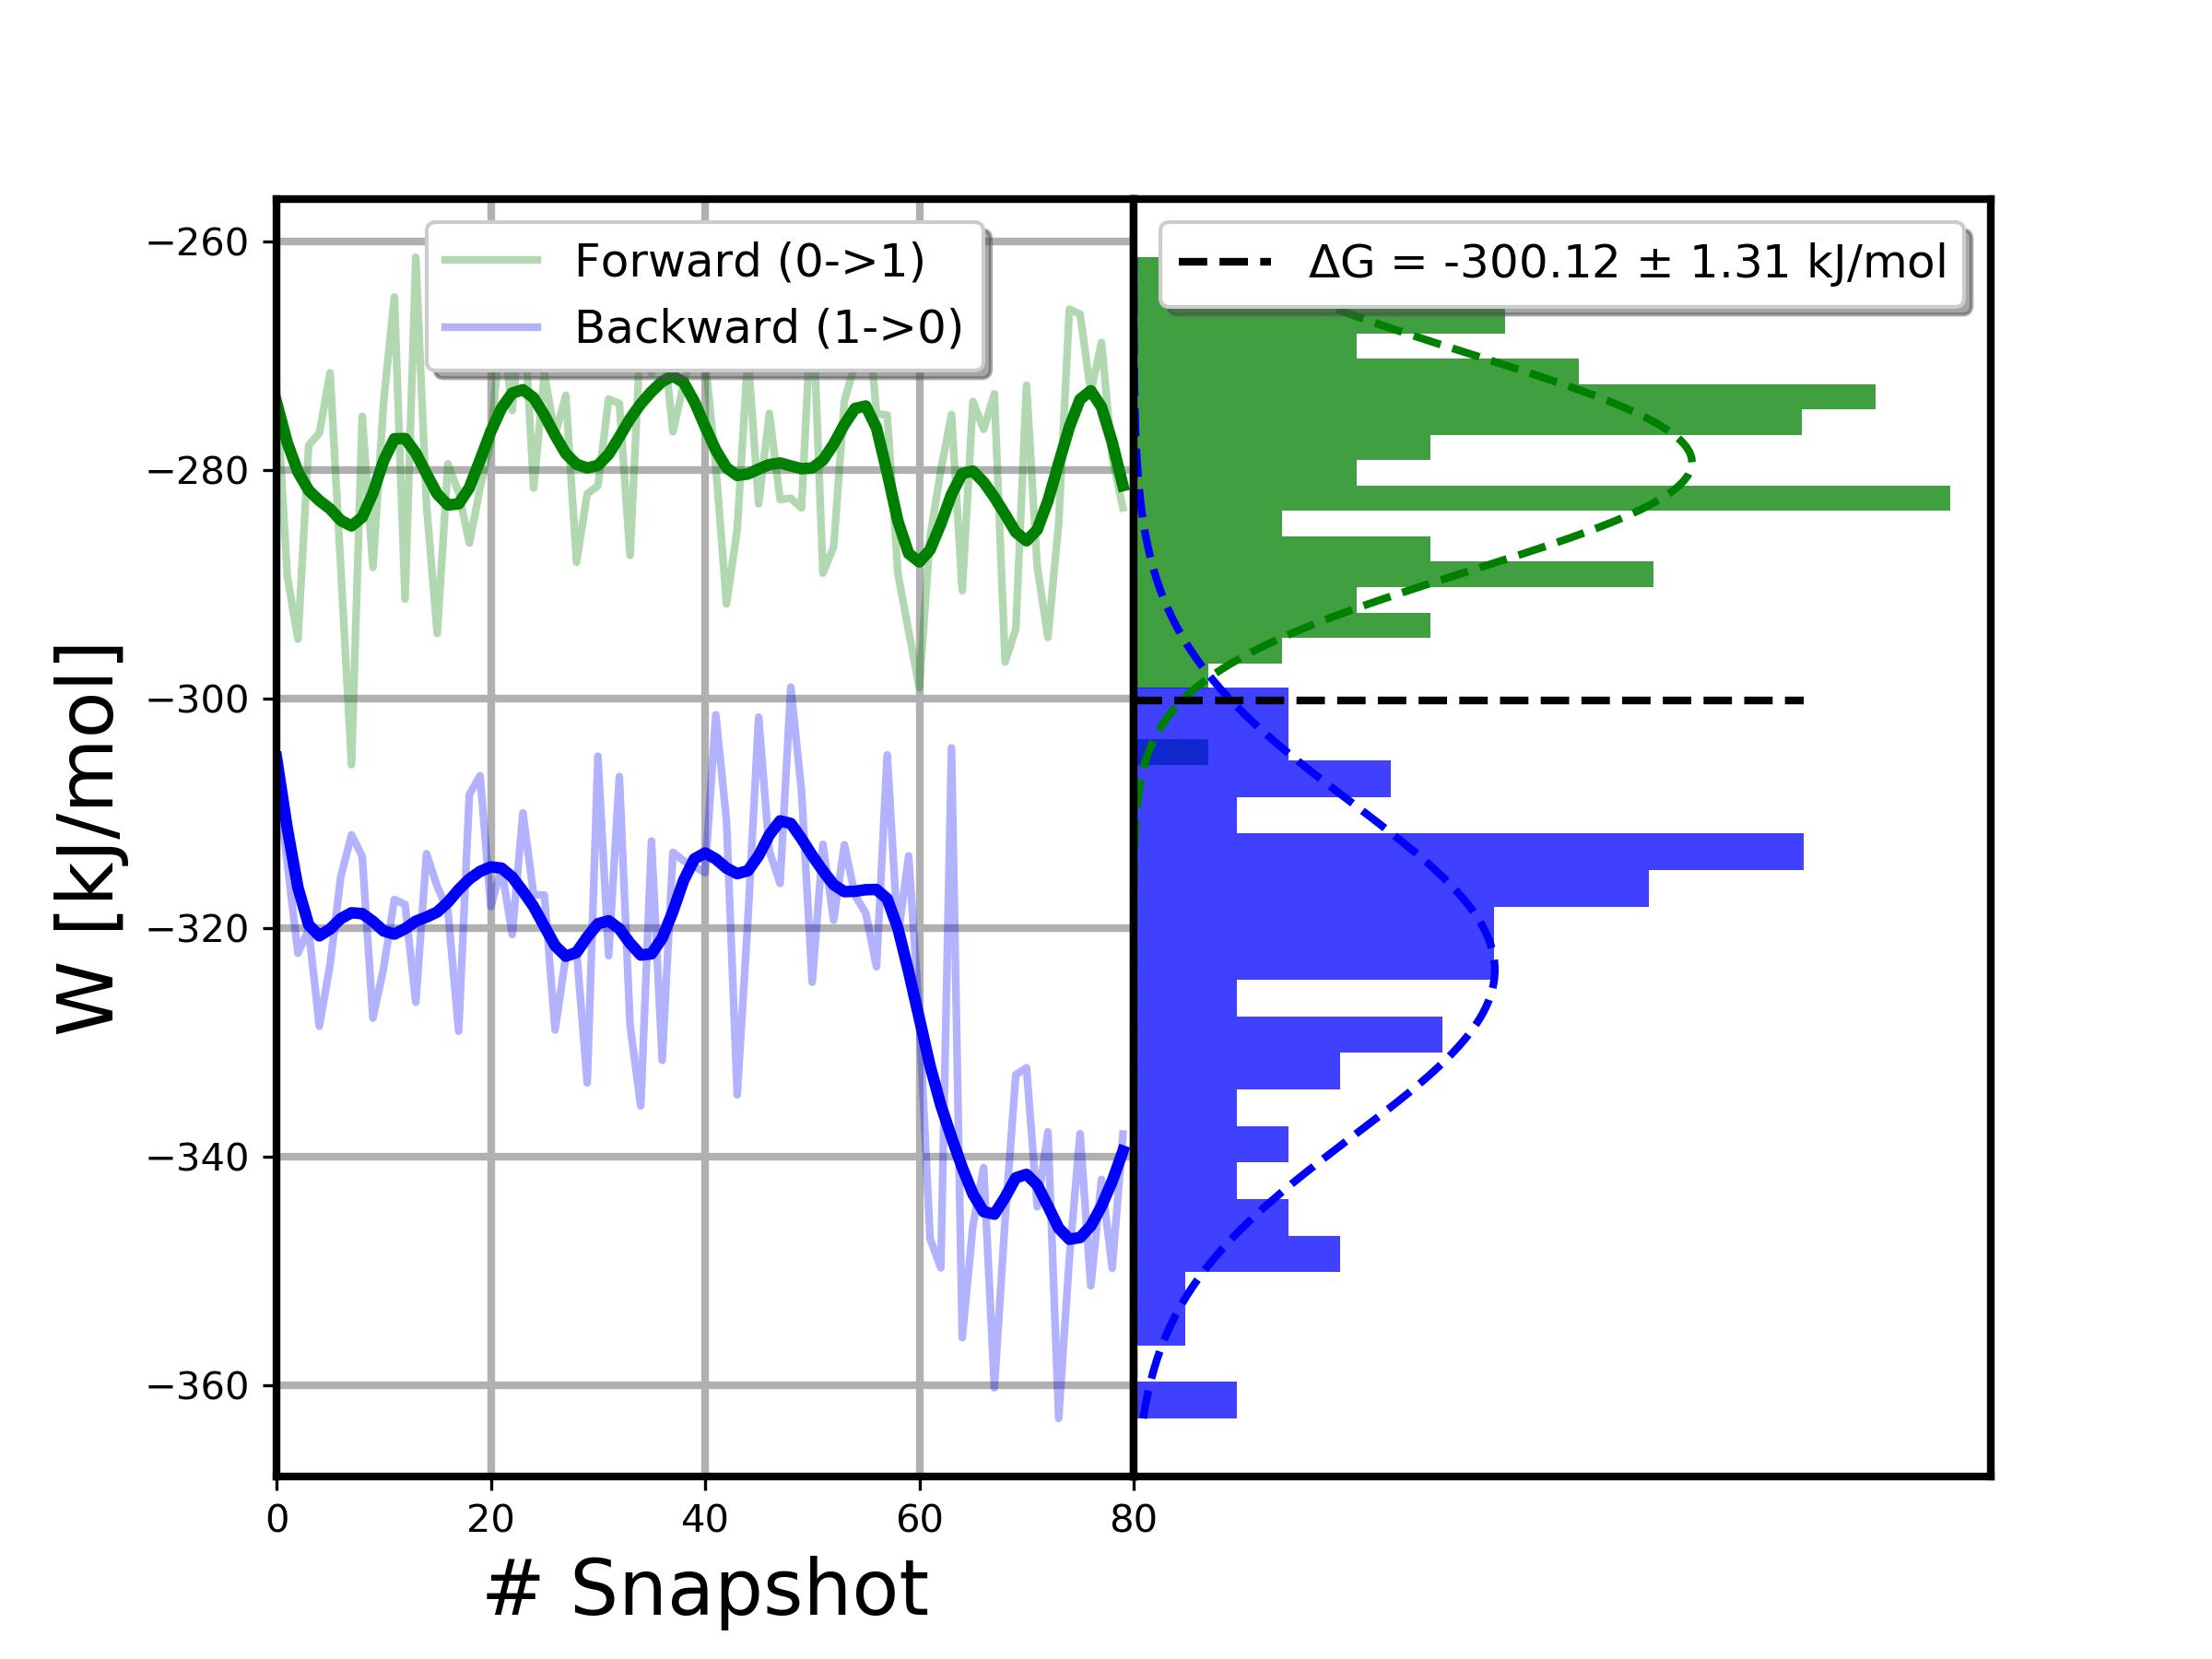 Forward (0->1)
Backward (1->0)
ΔG = -300.12 ± 1.31 kJ/mol
W [kJ/mol]
−260
−280
−300
−320
−340
−360
0 20 40 60 80
# Snapshot